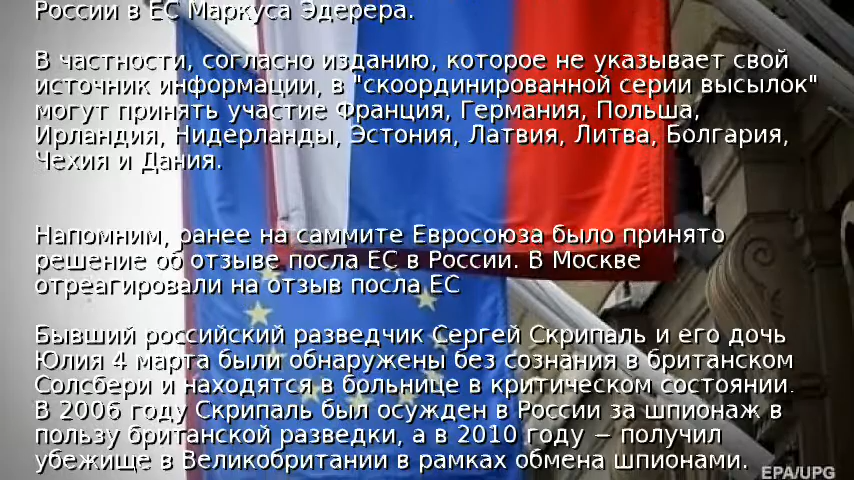 России в ЕС Маркуса Эдерера.
В частности, согласно изданию, которое не указывает свой
источник информации, в "скоординированной серии высылок"
могут принять участие Франция, Германия, Польша,
Ирландия, Нидерланды, Эстония, Латвия, Литва, Болгария,
Чехия и Дания.
Напомним, ранее на саммите Евросоюза было принято
решение об отзыве посла ЕС в России. В Москве
отреагировали на отзыв посла ЕС
Бывший российский разведчик Сергей Скрипаль и его дочь
Юлия 4 марта были обнаружены без сознания в британском
Солсбери и находятся в больнице в критическом состоянии.
В 2006 году Скрипаль был осужден в России за шпионаж в
пользу британской разведки, а в 2010 году – получил
убежище в Великобритании в рамках обмена шпионами.
EPA/UPG